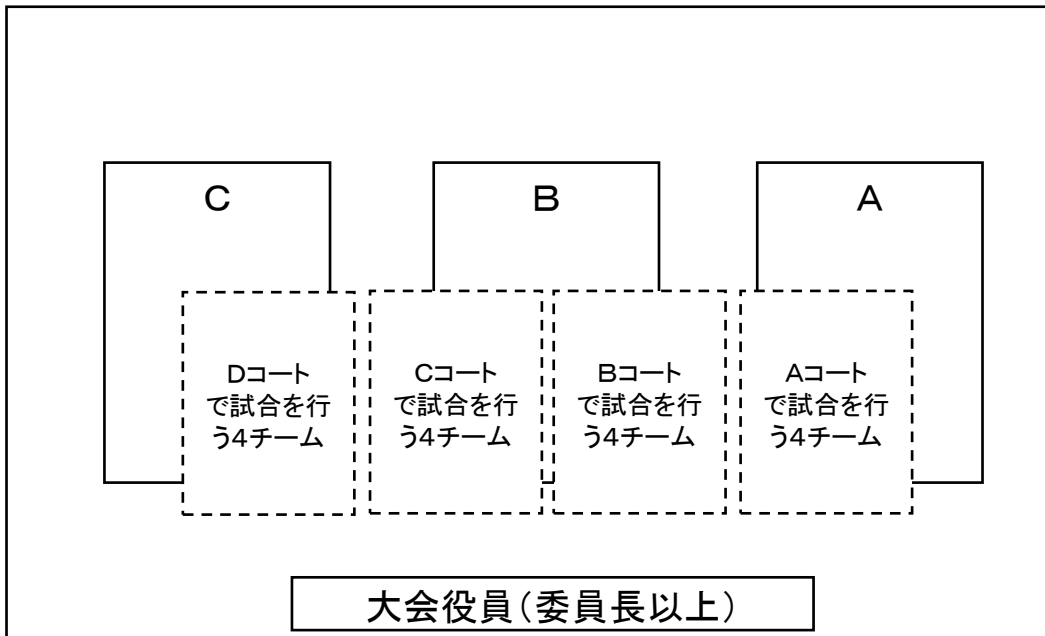 C
B
A
Dコート
で試合を行
う4チーム
Cコート
で試合を行
う4チーム
Bコート
で試合を行
う4チーム
Aコート
で試合を行
う4チーム
大会役員(委員長以上)